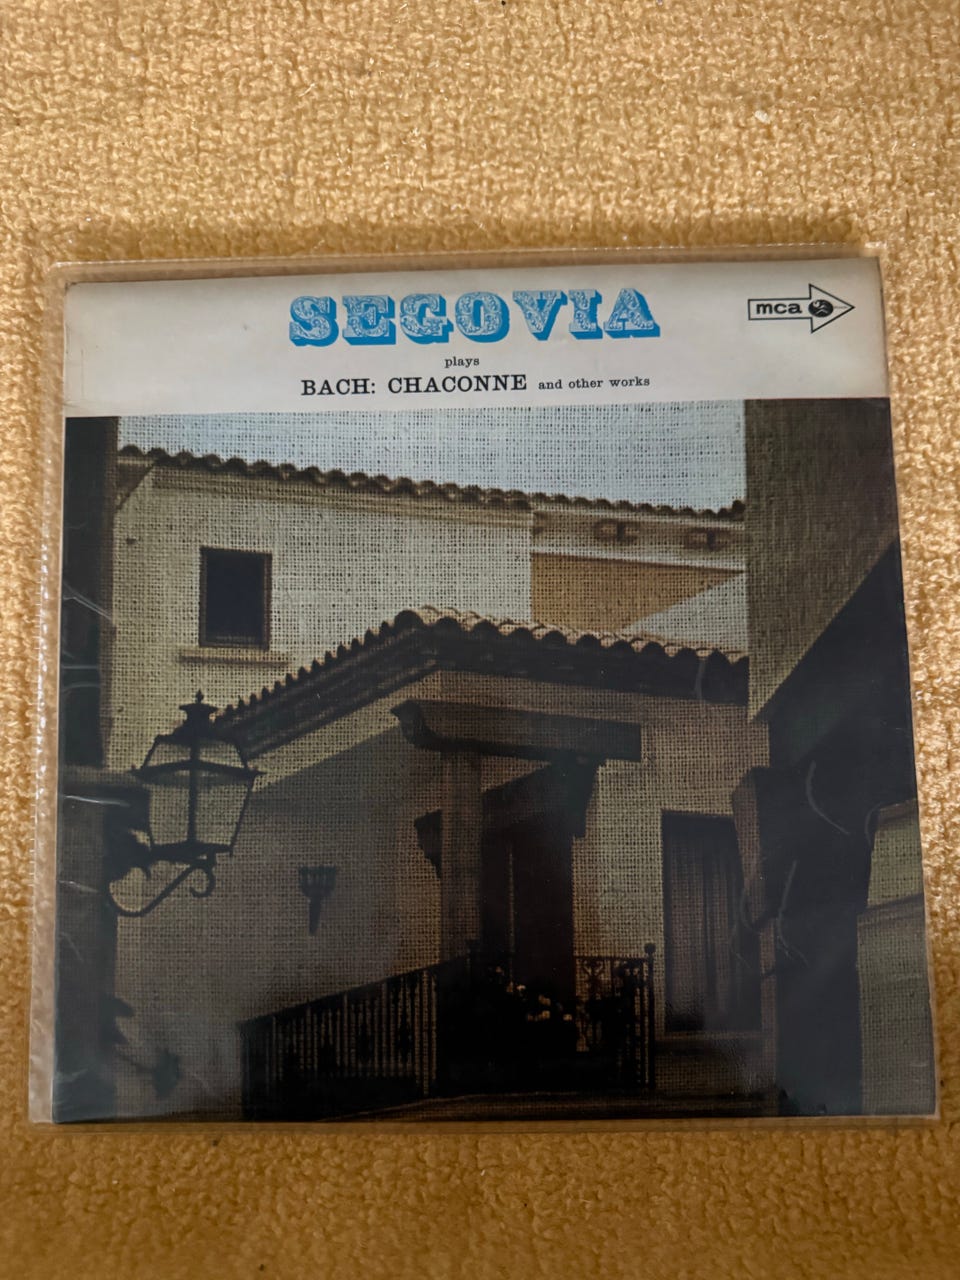 SEGOVIA
mca
plays
BACH: CHACONNE and other works